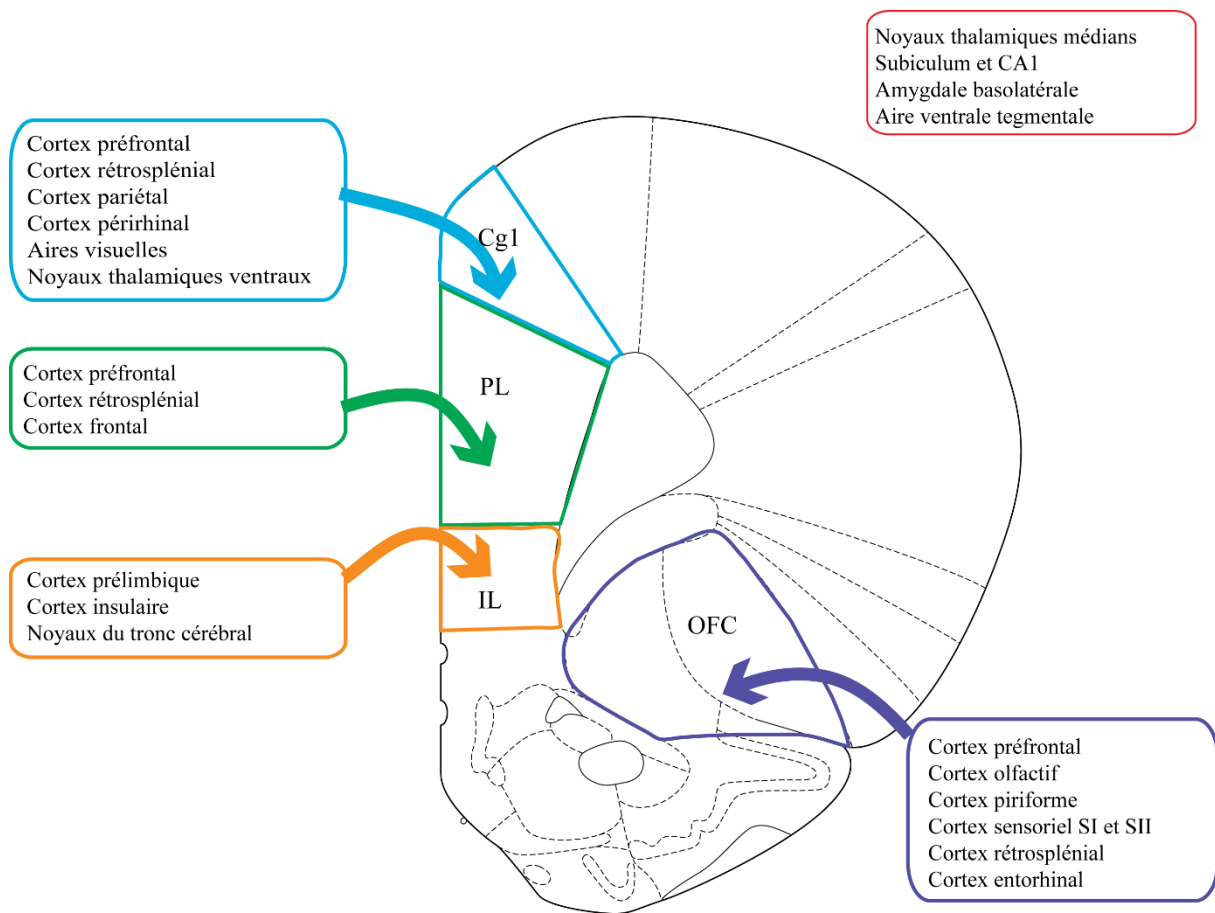 Noyaux thalamiques médians
Subiculum et CA1
Amygdale basolatérale
Aire ventrale tegmentale
Cortex préfrontal
Cortex rétrosplénial
Cortex pariétal
Cortex périrhinal
Aires visuelles
Noyaux thalamiques ventraux
Cg1
Cortex préfrontal
Cortex rétrosplénial
Cortex frontal
PL
Cortex prélimbique
Cortex insulaire
Noyaux du tronc cérébral
IL
OFC
Cortex préfrontal
Cortex olfactif
Cortex piriforme
Cortex sensoriel SI et SII
Cortex rétrosplénial
Cortex entorhinal